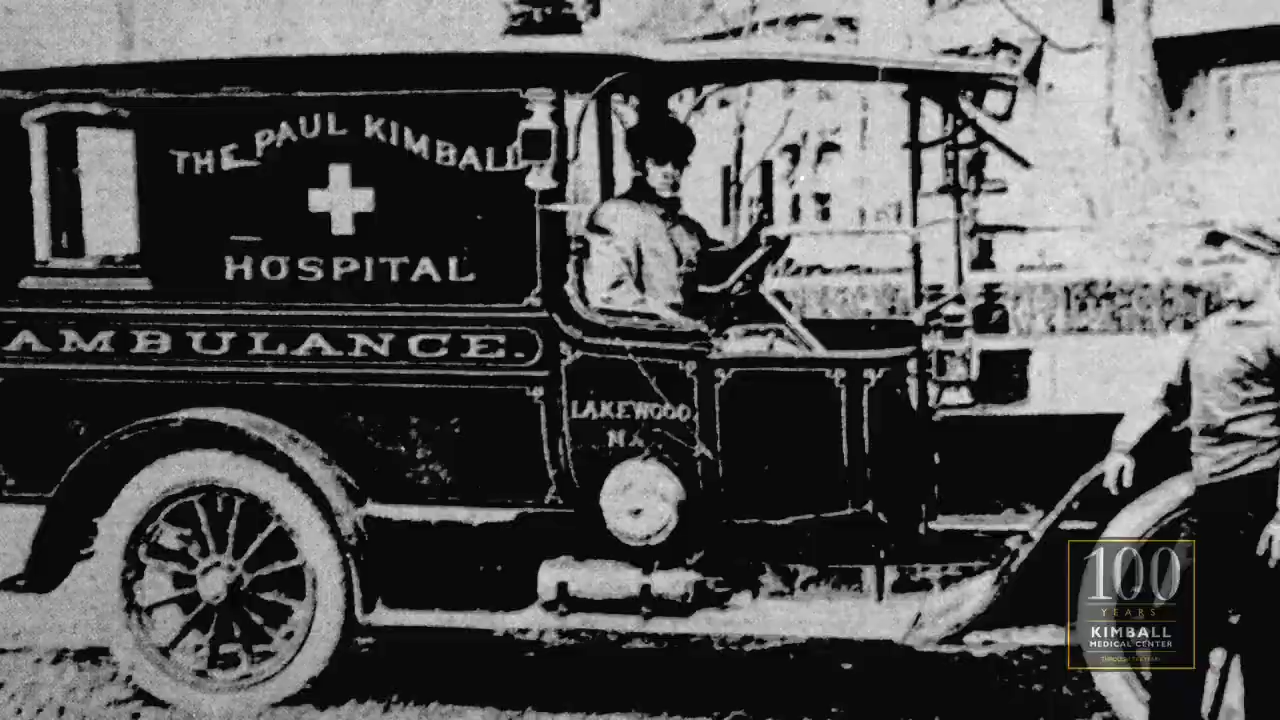 THE PAUL KIMBALL
HOSPITAL
AMBULANCE.
LAKEWOOD
N.J.
100
YEARS
KIMBALL
MEDICAL CENTER